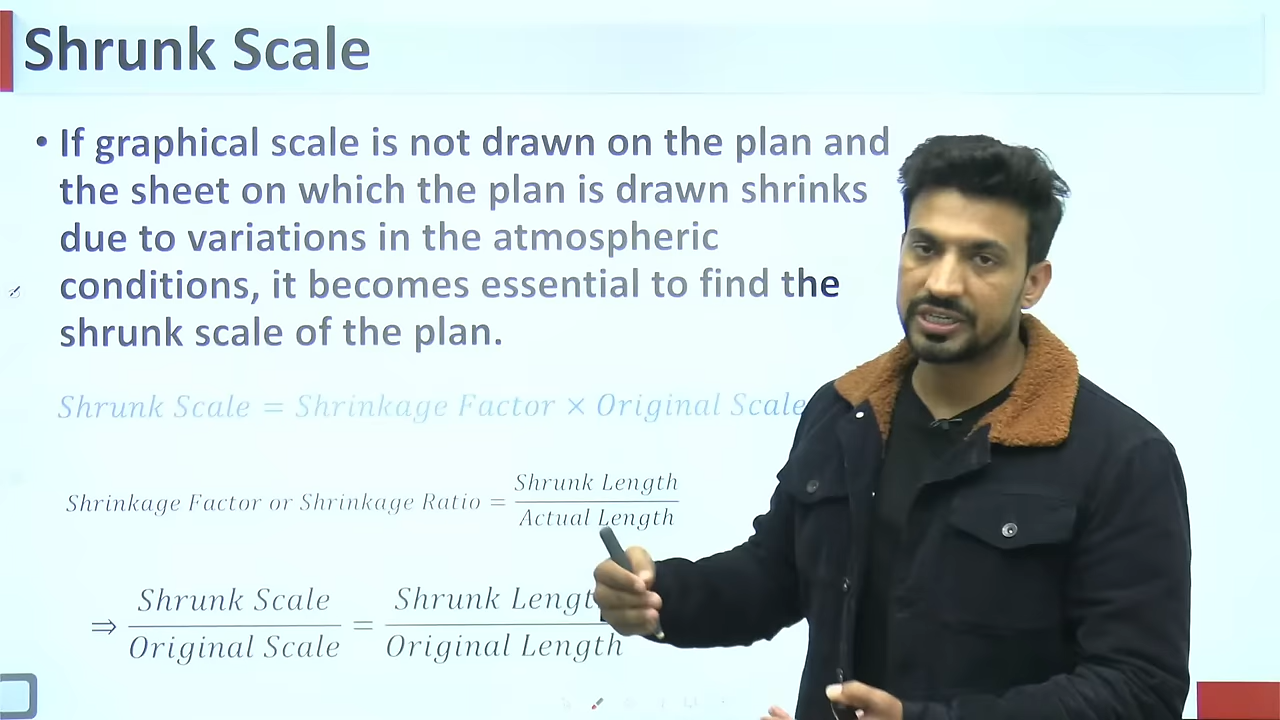 Shrunk Scale
• If graphical scale is not drawn on the plan and
the sheet on which the plan is drawn shrinks
due to variations in the atmospheric
conditions, it becomes essential to find the
shrunk scale of the plan.
Shrunk Scale = Shrinkage Factor × Original Scale
Shrinkage Factor or Shrinkage Ratio = Shrunk Length / Actual Length
⇒ Shrunk Scale / Original Scale = Shrunk Lengt / Original Length